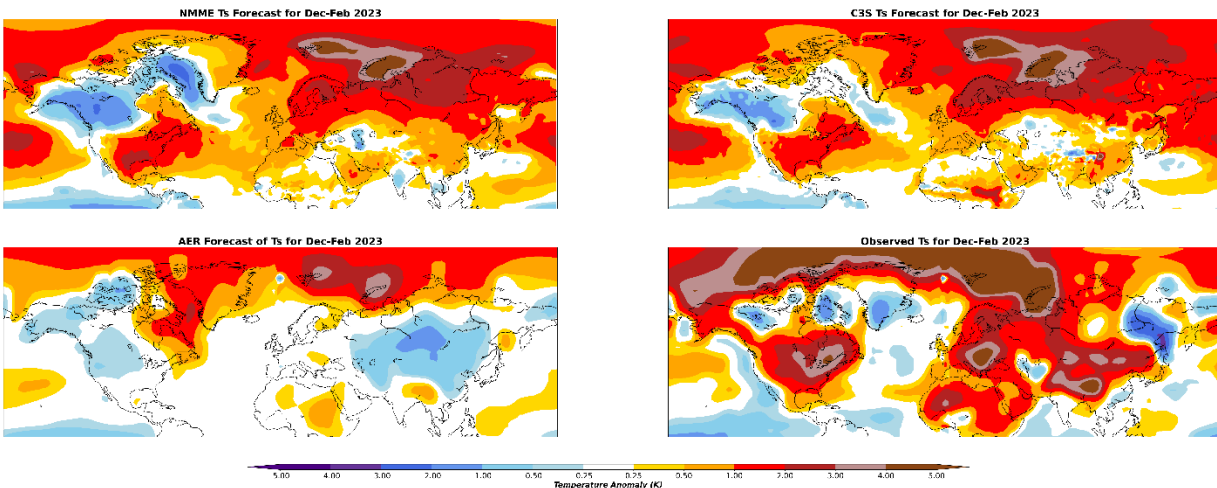 NMME Ts Forecast for Dec-Feb 2023
C3S Ts Forecast for Dec-Feb 2023
AER Forecast of Ts for Dec-Feb 2023
Observed Ts for Dec-Feb 2023
5.00 4.00 3.00 2.00 1.00 0.50 0.25 0.25 0.50 1.00 2.00 3.00 4.00 5.00
Temperature Anomaly (K)